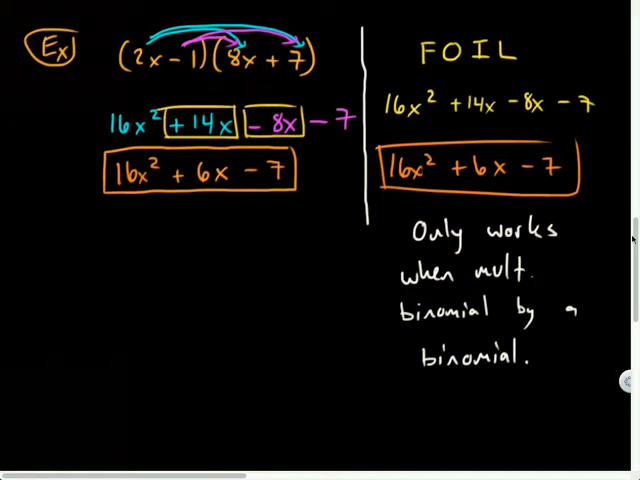 Ex
(2x - 1)(8x + 7)
16x² + 14x - 8x - 7
16x² + 6x - 7
FOIL
16x² + 14x - 8x - 7
16x² + 6x - 7
Only works
when mult.
binomial by a
binomial.